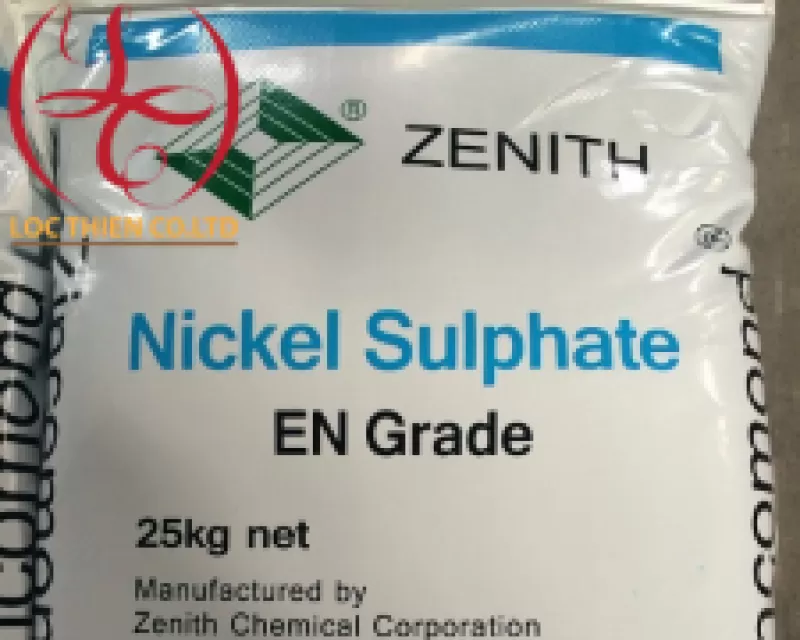 LOC THIEN CO.LTD
®
ZENITH
Nickel Sulphate
EN Grade
25kg net
Manufactured by
Zenith Chemical Corporation